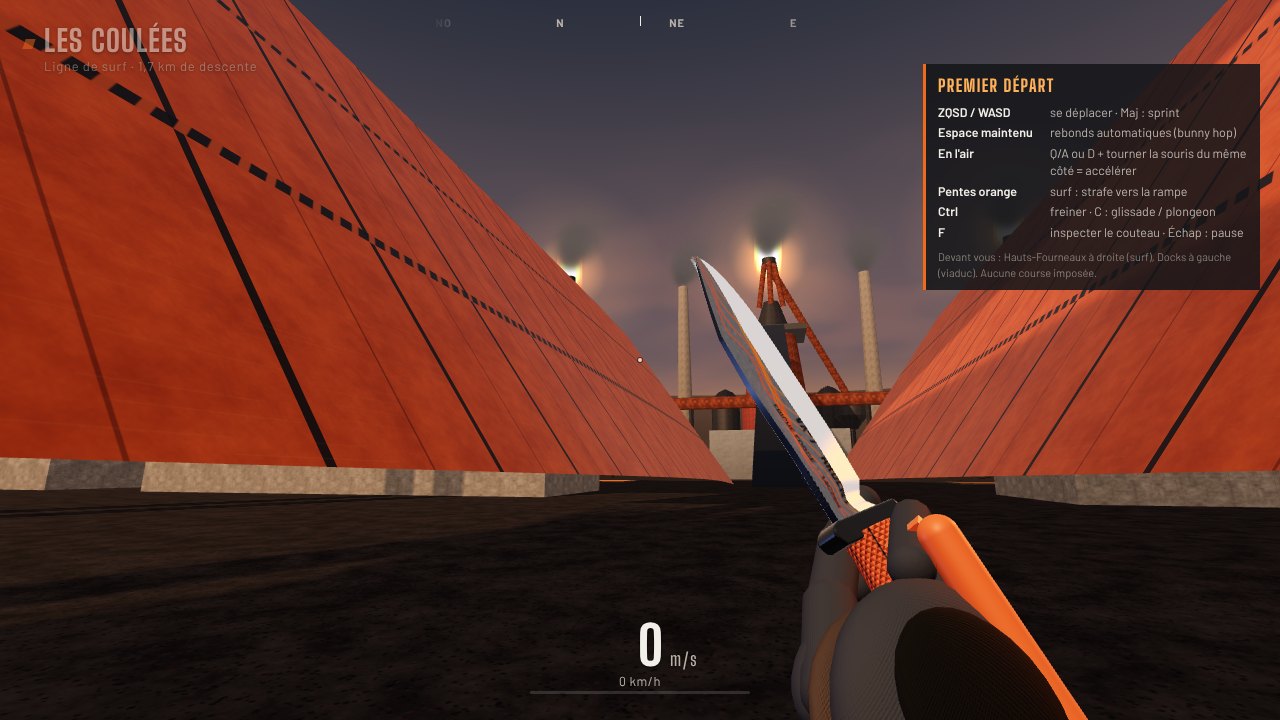 NO N NE E
LES COULÉES
Ligne de surf · 1,7 km de descente
PREMIER DÉPART
ZQSD / WASD se déplacer · Maj : sprint
Espace maintenu rebonds automatiques (bunny hop)
En l'air Q/A ou D + tourner la souris du même
côté = accélérer
Pentes orange surf : strafe vers la rampe
Ctrl freiner · C : glissade / plongeon
F inspecter le couteau · Échap : pause
Devant vous : Hauts-Fourneaux à droite (surf), Docks à gauche
(viaduc). Aucune course imposée.
0 m/s
0 km/h